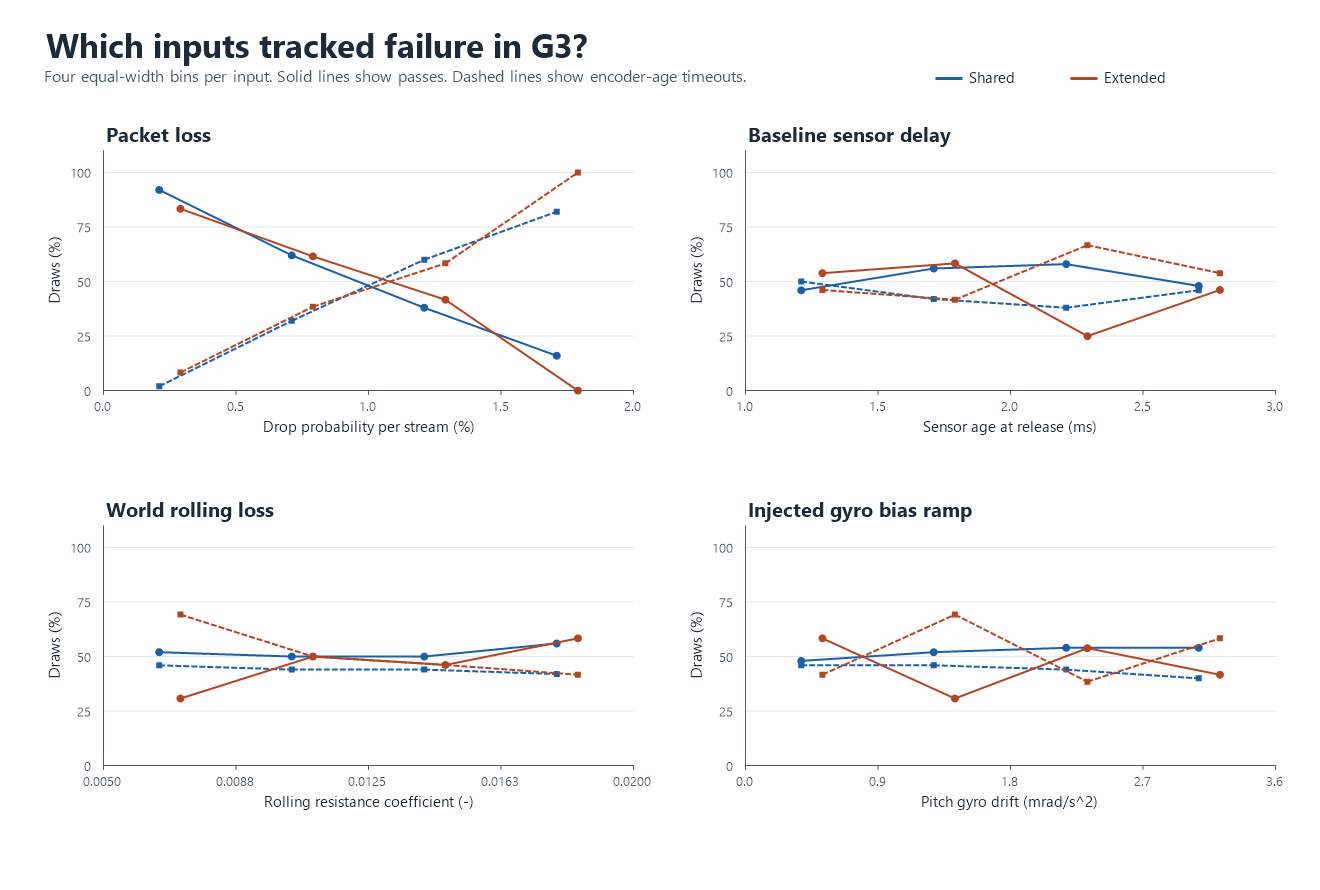 Which inputs tracked failure in G3?
Four equal-width bins per input. Solid lines show passes. Dashed lines show encoder-age timeouts.
Shared
Extended
Packet loss
100
75
50
25
0
Draws (%)
0.0
0.5
1.0
1.5
2.0
Drop probability per stream (%)
Baseline sensor delay
100
75
50
25
0
Draws (%)
1.0
1.5
2.0
2.5
3.0
Sensor age at release (ms)
World rolling loss
100
75
50
25
0
Draws (%)
0.0050
0.0088
0.0125
0.0163
0.0200
Rolling resistance coefficient (-)
Injected gyro bias ramp
100
75
50
25
0
Draws (%)
0.0
0.9
1.8
2.7
3.6
Pitch gyro drift (mrad/s^2)